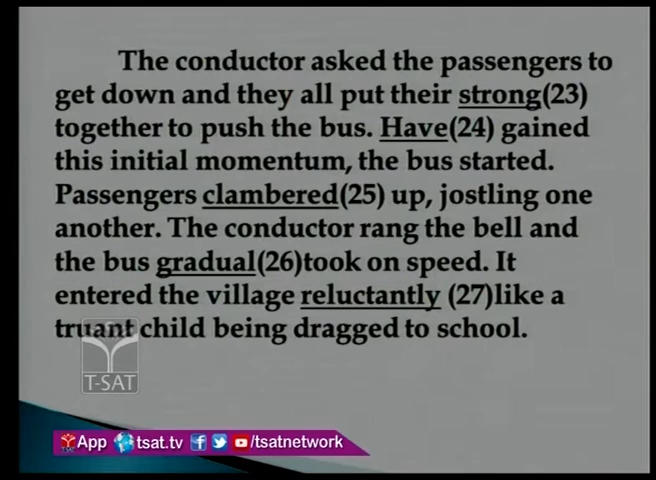 The conductor asked the passengers to
get down and they all put their strong(23)
together to push the bus. Have(24) gained
this initial momentum, the bus started.
Passengers clambered(25) up, jostling one
another. The conductor rang the bell and
the bus gradual(26)took on speed. It
entered the village reluctantly (27)like a
truant child being dragged to school.
T-SAT
App tsat.tv /tsatnetwork